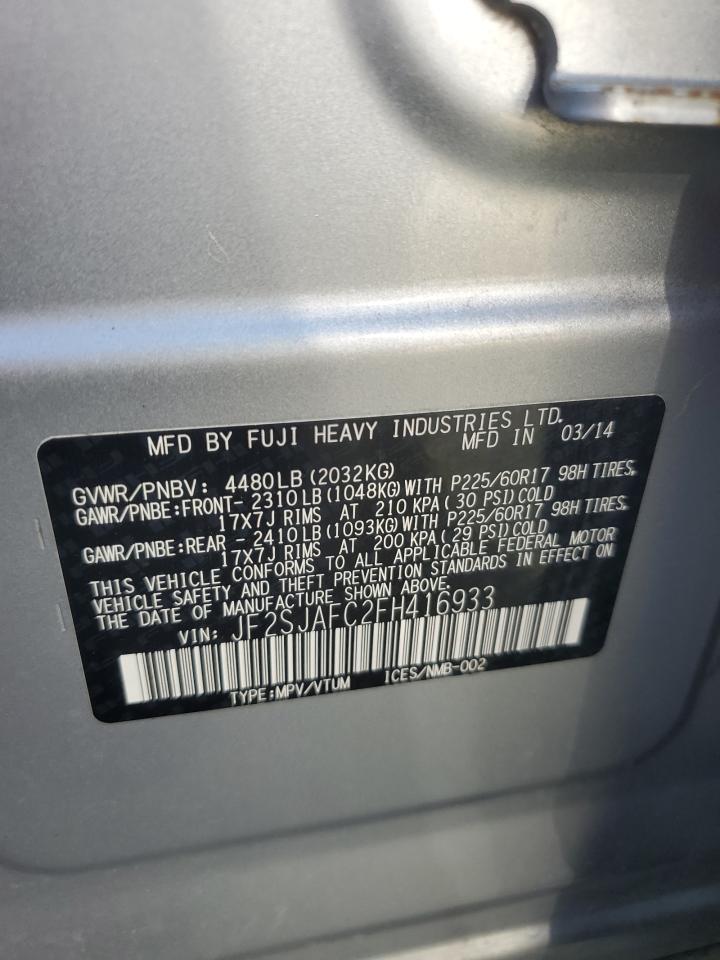 MFD BY FUJI HEAVY INDUSTRIES LTD.
MFD IN 03/14
GVWR/PNBV: 4480LB(2032KG)
GAWR/PNBE:FRONT- 2310LB(1048KG)WITH P225/60R17 98H TIRES,
17X7J RIMS AT 210 KPA(30 PSI)COLD
GAWR/PNBE:REAR - 2410LB(1093KG)WITH P225/60R17 98H TIRES,
17X7J RIMS AT 200 KPA(29 PSI)COLD
THIS VEHICLE CONFORMS TO ALL APPLICABLE FEDERAL MOTOR
VEHICLE SAFETY AND THEFT PREVENTION STANDARDS IN EFFECT ON
THE DATE OF MANUFACTURE SHOWN ABOVE.
VIN: JF2SJAFC2FH416933
TYPE:MPV/VTUM ICES/NMB-002